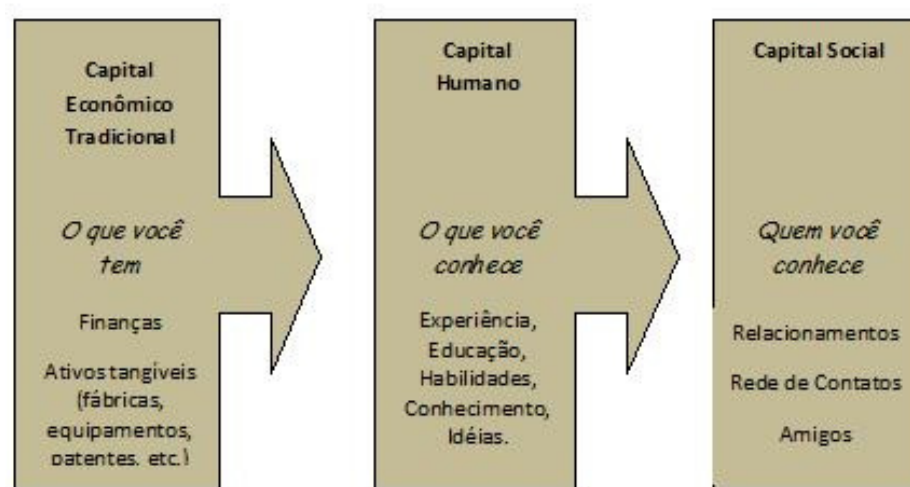 Capital
Econômico
Tradicional
O que você
tem
Finanças
Ativos tangíveis
(fábricas,
equipamentos,
patentes, etc.)
Capital
Humano
O que você
conhece
Experiência,
Educação,
Habilidades,
Conhecimento,
Idéias.
Capital Social
Quem você
conhece
Relacionamentos
Rede de Contatos
Amigos